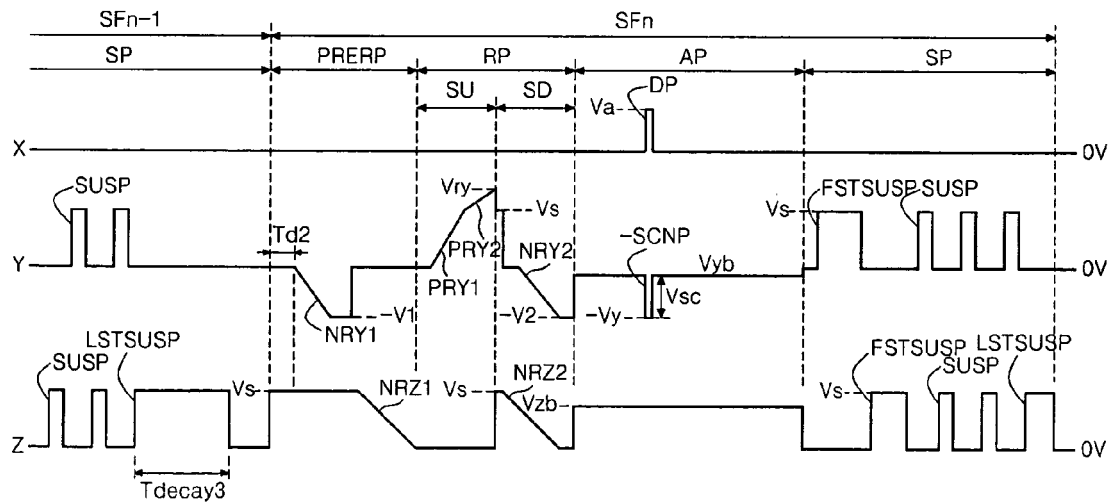 SFn-1 SFn
SP PRERP RP AP SP
SU SD DP
Va
X 0V
SUSP Vry Vs FSTSUSP SUSP
Vs
Td2 PRY2 NRY2 -SCNP
Y PRY1 Vyb 0V
Vsc
NRY1 -V1 -V2 -Vy
LSTSUSP FSTSUSP LSTSUSP
SUSP SUSP
Vs NRZ1 Vs NRZ2 Vzb Vs
Z 0V
Tdecay3